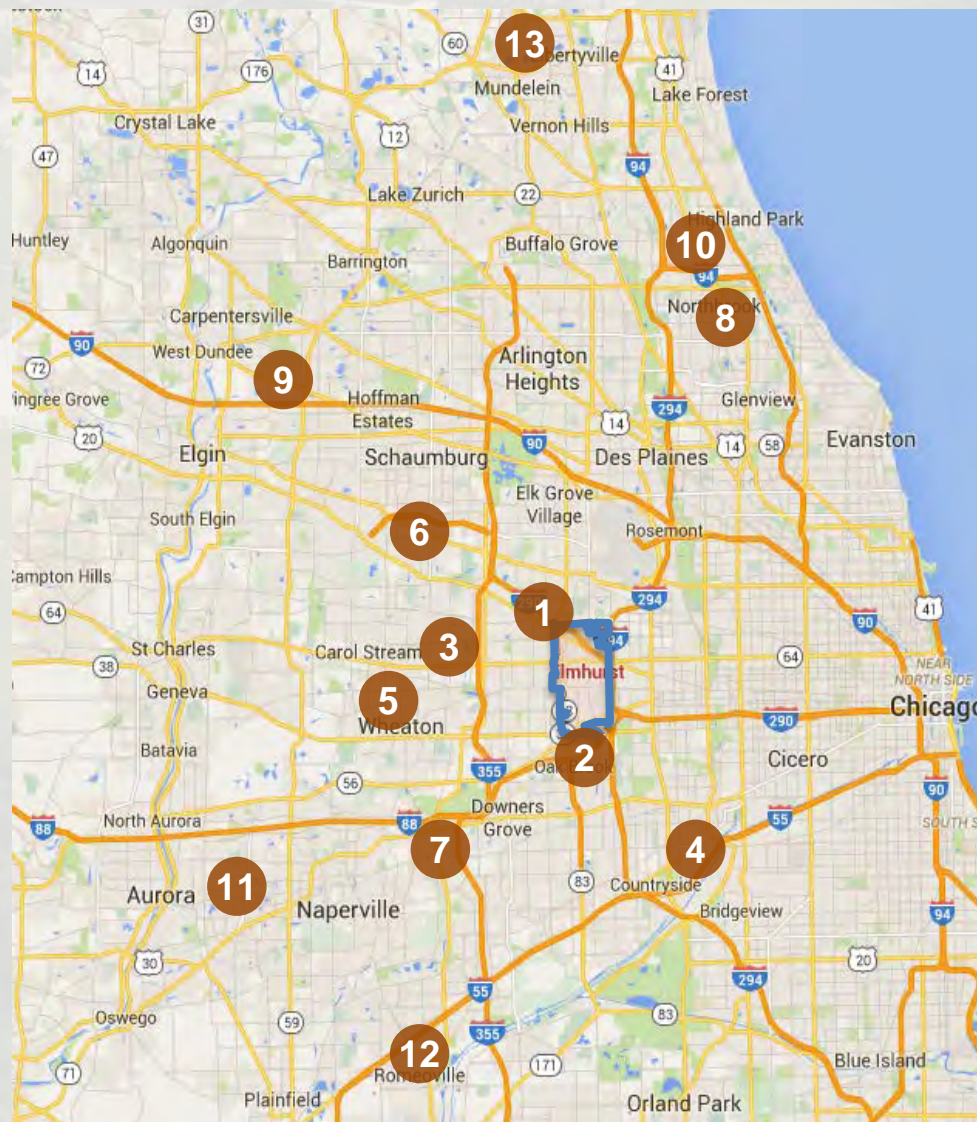 31
60
13
Libertyville
14
176
41
Mundelein
Lake Forest
Crystal Lake
12
Vernon Hills
47
94
Lake Zurich
22
Highland Park
Huntley
Algonquin
Buffalo Grove
10
Barrington
94
Northbrook
8
Carpentersville
90
West Dundee
Arlington
Heights
72
9
Hoffman
Estates
Glenview
294
14
20
90
14
58
Evanston
Elgin
Schaumburg
Des Plaines
Elk Grove
Village
South Elgin
6
Rosemont
Campton Hills
290
294
41
64
1
90
94
St Charles
Carol Stream
3
64
NEAR
NORTH SIDE
38
Elmhurst
Geneva
5
Chicago
Wheaton
290
Batavia
2
Cicero
Oak Brook
355
56
90
Downers
Grove
North Aurora
88
88
55
SOUTH S
7
4
83
Countryside
Aurora
11
Naperville
Bridgeview
94
30
20
294
55
83
Oswego
59
355
12
Romeoville
171
Blue Island
71
Plainfield
Orland Park